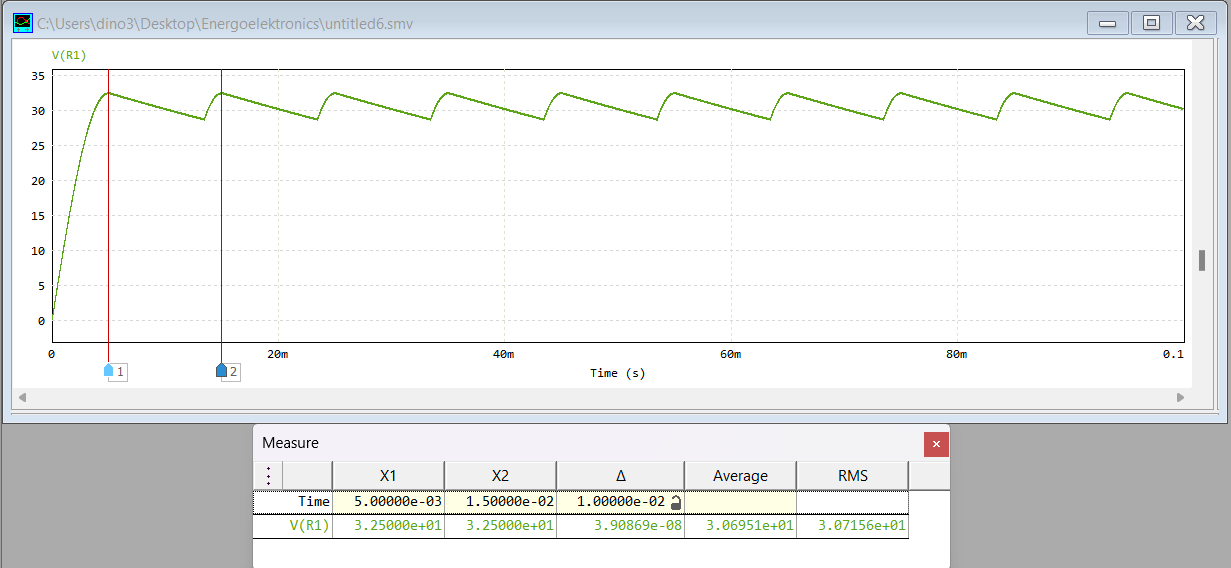 C:\Users\dino3\Desktop\Energoelektronics\untitled6.smv
V(R1)
35
30
25
20
15
10
5
0
0 20m 40m 60m 80m 0.1
1 2
Time (s)
Measure
X1 X2 Δ Average RMS
Time 5.00000e-03 1.50000e-02 1.00000e-02
V(R1) 3.25000e+01 3.25000e+01 3.90869e-08 3.06951e+01 3.07156e+01